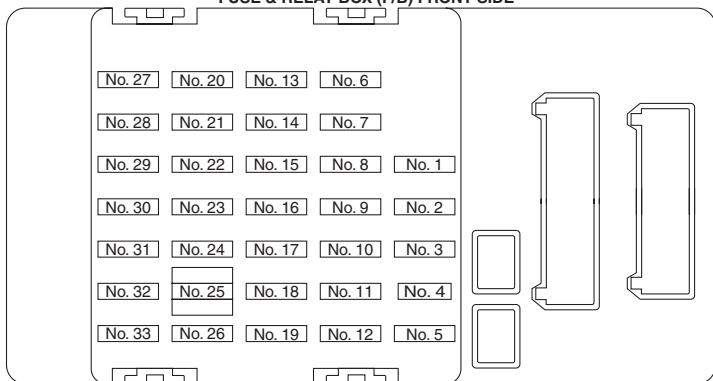 FUSE & RELAY BOX (F/B) FRONT SIDE
No. 27 No. 20 No. 13 No. 6
No. 28 No. 21 No. 14 No. 7
No. 29 No. 22 No. 15 No. 8 No. 1
No. 30 No. 23 No. 16 No. 9 No. 2
No. 31 No. 24 No. 17 No. 10 No. 3
No. 32 No. 25 No. 18 No. 11 No. 4
No. 33 No. 26 No. 19 No. 12 No. 5